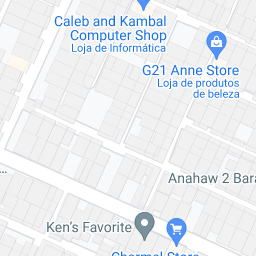 Caleb and Kambal
Computer Shop
Loja de Informática
G21 Anne Store
Loja de produtos
de beleza
Anahaw 2 Bara
Ken's Favorite
Charmel Store